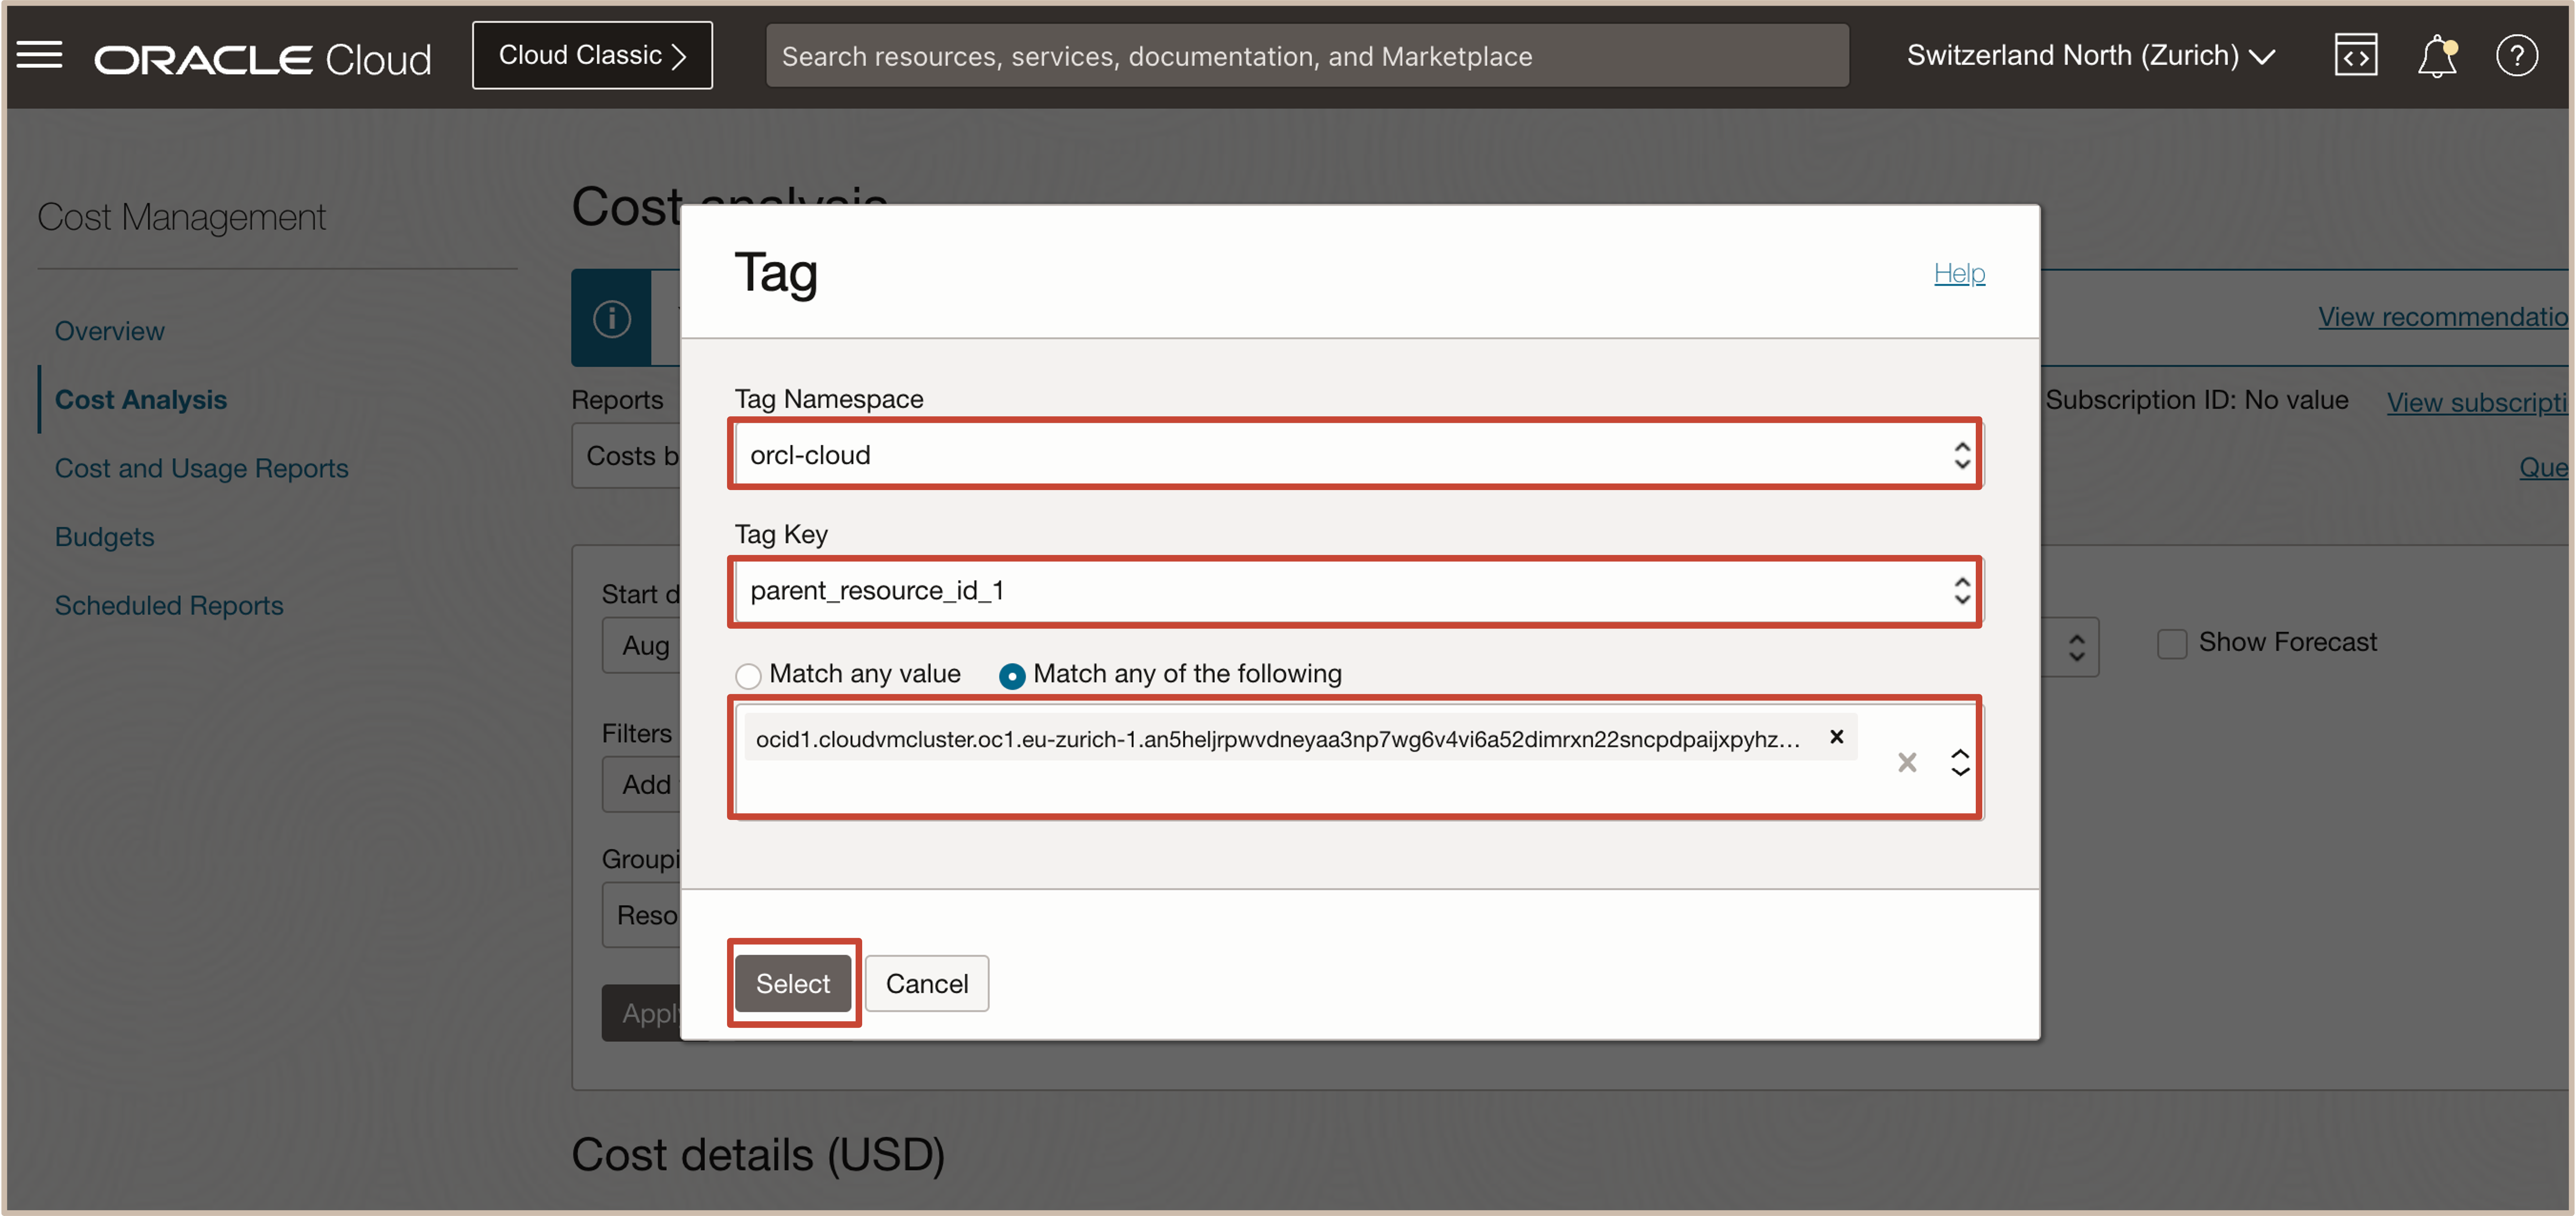 ORACLE Cloud
Cloud Classic
Search resources, services, documentation, and Marketplace
Switzerland North (Zurich)
Cost Management
Overview
Cost Analysis
Cost and Usage Reports
Budgets
Scheduled Reports
Cost analysis
View recommendatio
Reports
Subscription ID: No value
View subscripti
Costs b
Que
Start d
Aug
Show Forecast
Filters
Add
Groupi
Reso
Apply
Tag
Help
Tag Namespace
orcl-cloud
Tag Key
parent_resource_id_1
Match any value
Match any of the following
ocid1.cloudvmcluster.oc1.eu-zurich-1.an5heljrpwvdneyaa3np7wg6v4vi6a52dimrxn22sncpdpaijxpyhz...
Select
Cancel
Cost details (USD)